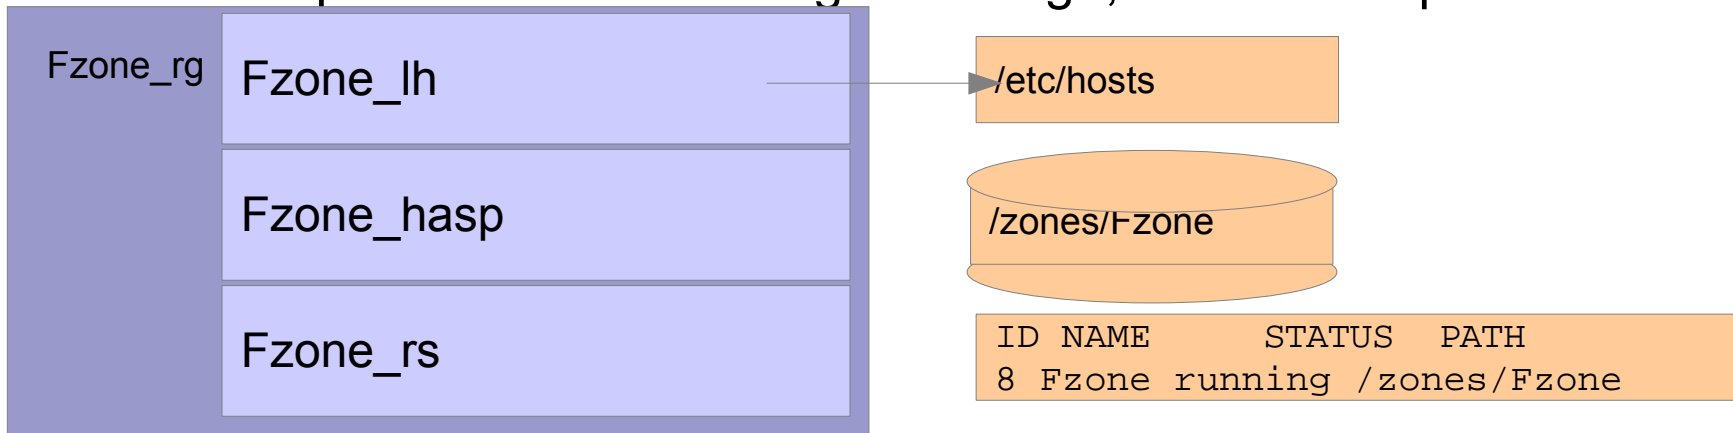 Fzone_rg
Fzone_lh
/etc/hosts
Fzone_hasp
/zones/Fzone
Fzone_rs
ID NAME STATUS PATH
8 Fzone running /zones/Fzone